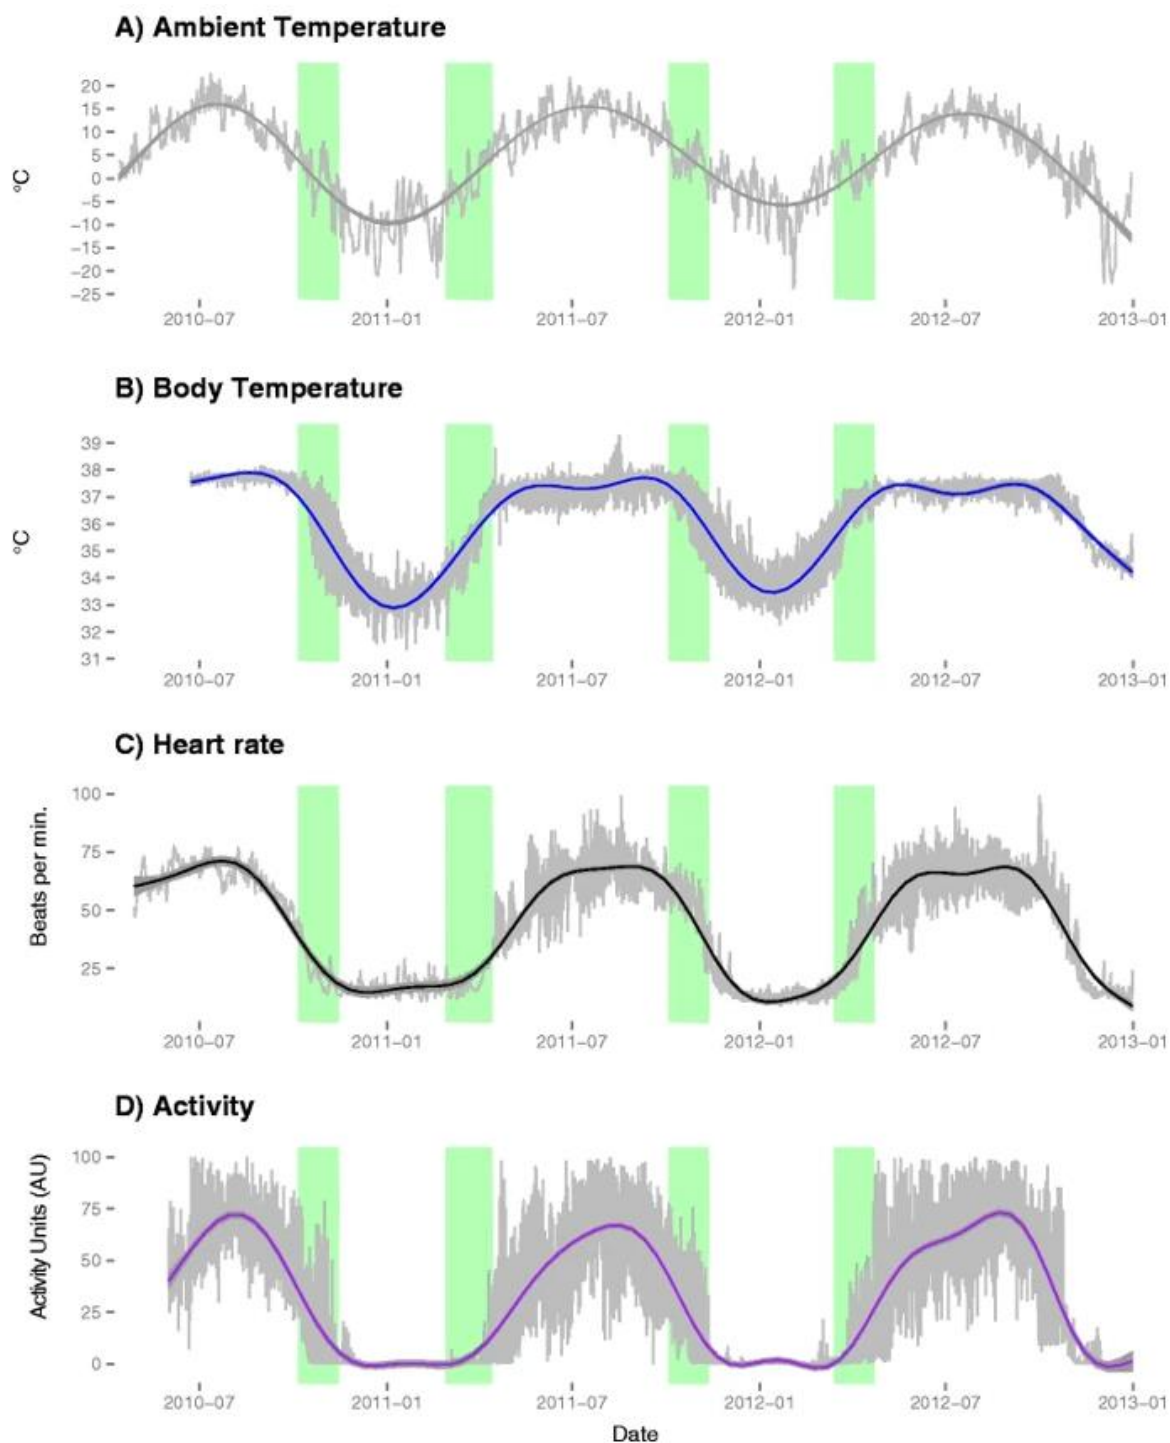 A) Ambient Temperature
°C
20
15
10
5
0
−5
−10
−15
−20
−25
2010−07 2011−01 2011−07 2012−01 2012−07 2013−01
B) Body Temperature
°C
39
38
37
36
35
34
33
32
31
2010−07 2011−01 2011−07 2012−01 2012−07 2013−01
C) Heart rate
Beats per min.
100
75
50
25
2010−07 2011−01 2011−07 2012−01 2012−07 2013−01
D) Activity
Activity Units (AU)
100
75
50
25
0
2010−07 2011−01 2011−07 2012−01 2012−07 2013−01
Date